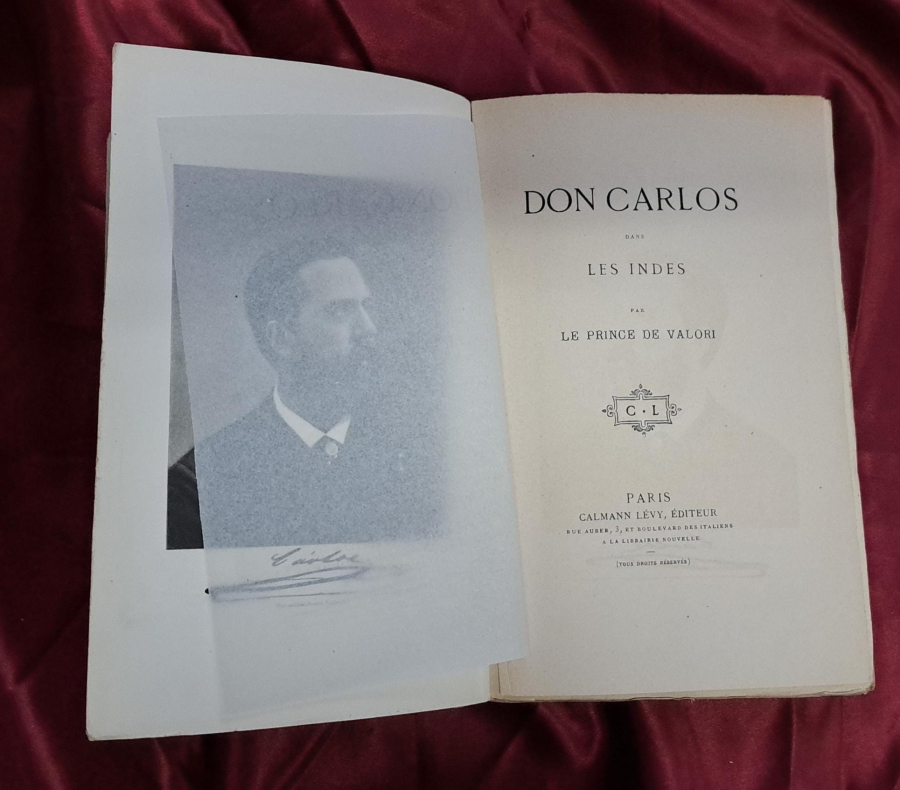 Carlos
DON CARLOS
DANS
LES INDES
PAR
LE PRINCE DE VALORI
C · L
PARIS
CALMANN LÉVY, ÉDITEUR
RUE AUBER, 3, ET BOULEVARD DES ITALIENS
A LA LIBRAIRIE NOUVELLE
(TOUS DROITS RÉSERVÉS)